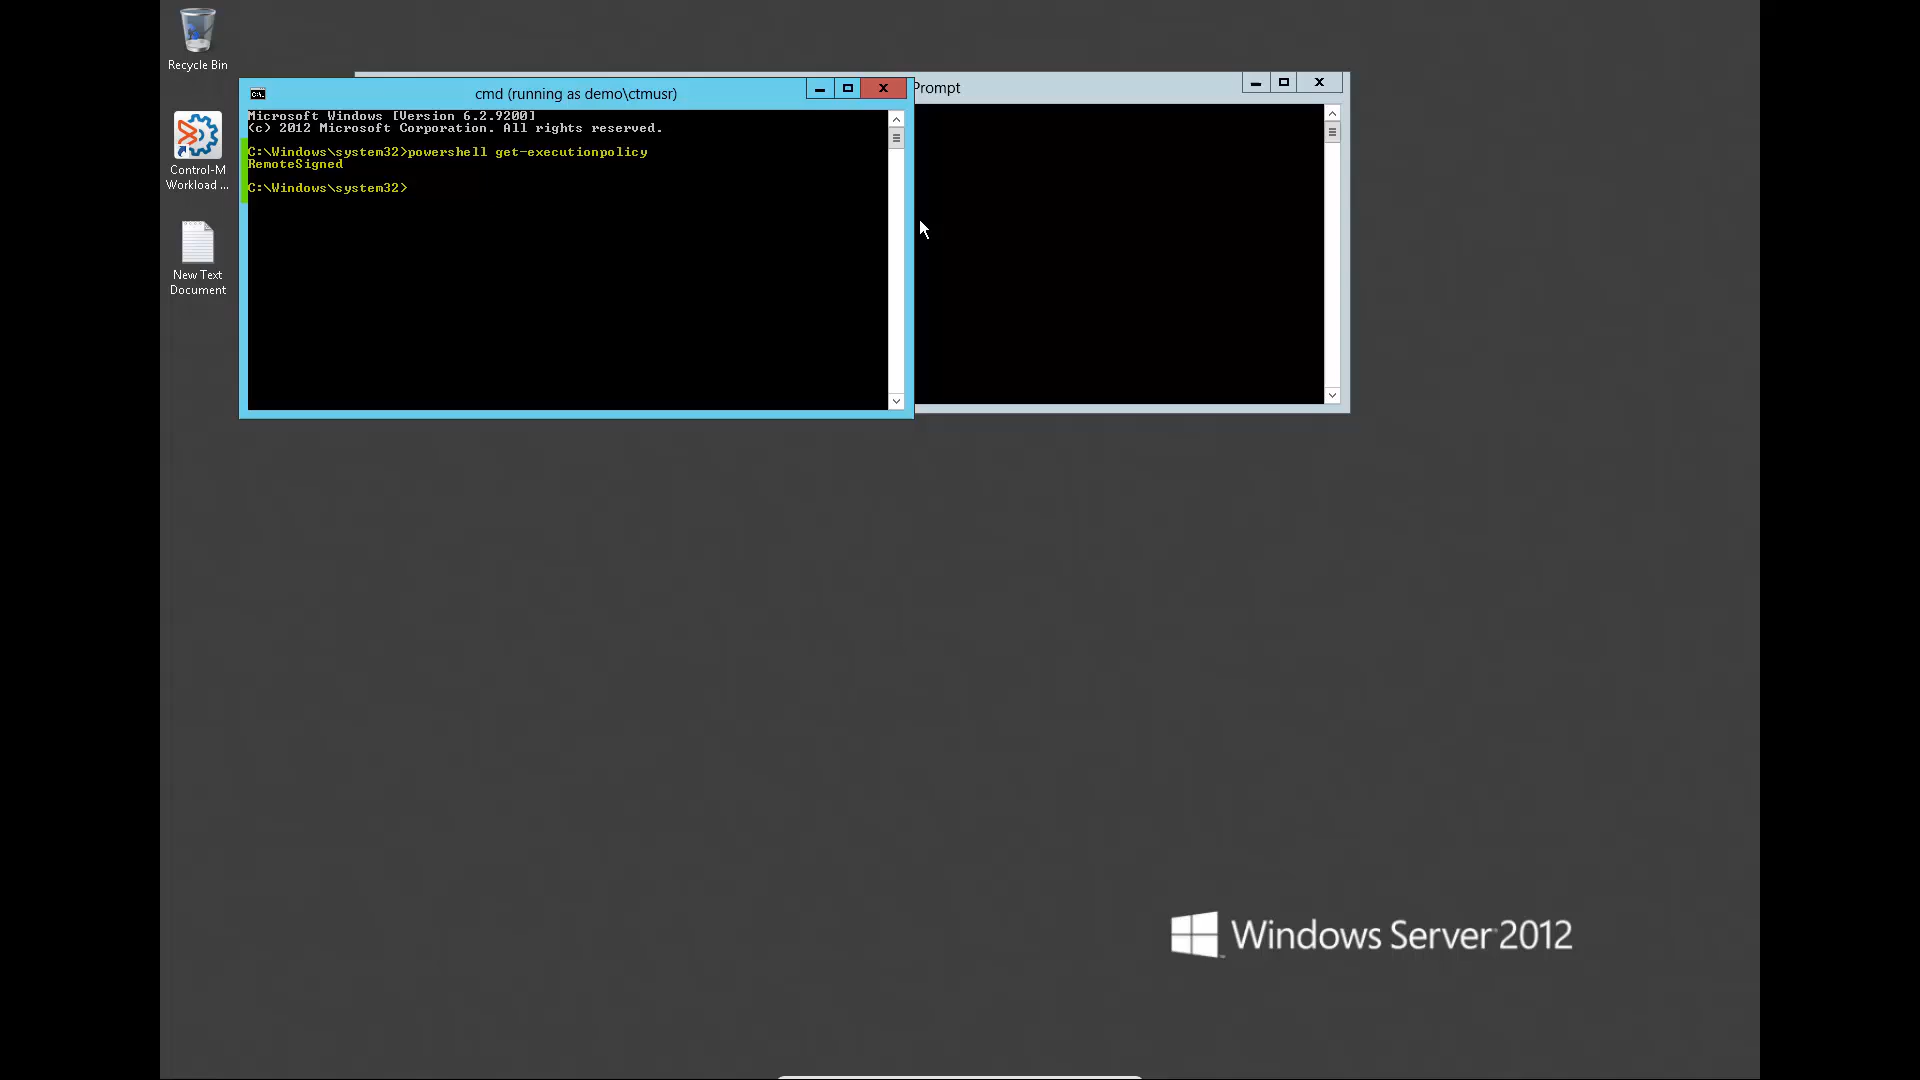 Recycle Bin
Control-M
Workload ...
New Text
Document
cmd (running as demo\ctmusr)
Microsoft Windows [Version 6.2.9200]
(c) 2012 Microsoft Corporation. All rights reserved.
C:\Windows\system32>powershell get-executionpolicy
RemoteSigned
C:\Windows\system32>
Prompt
Windows Server 2012